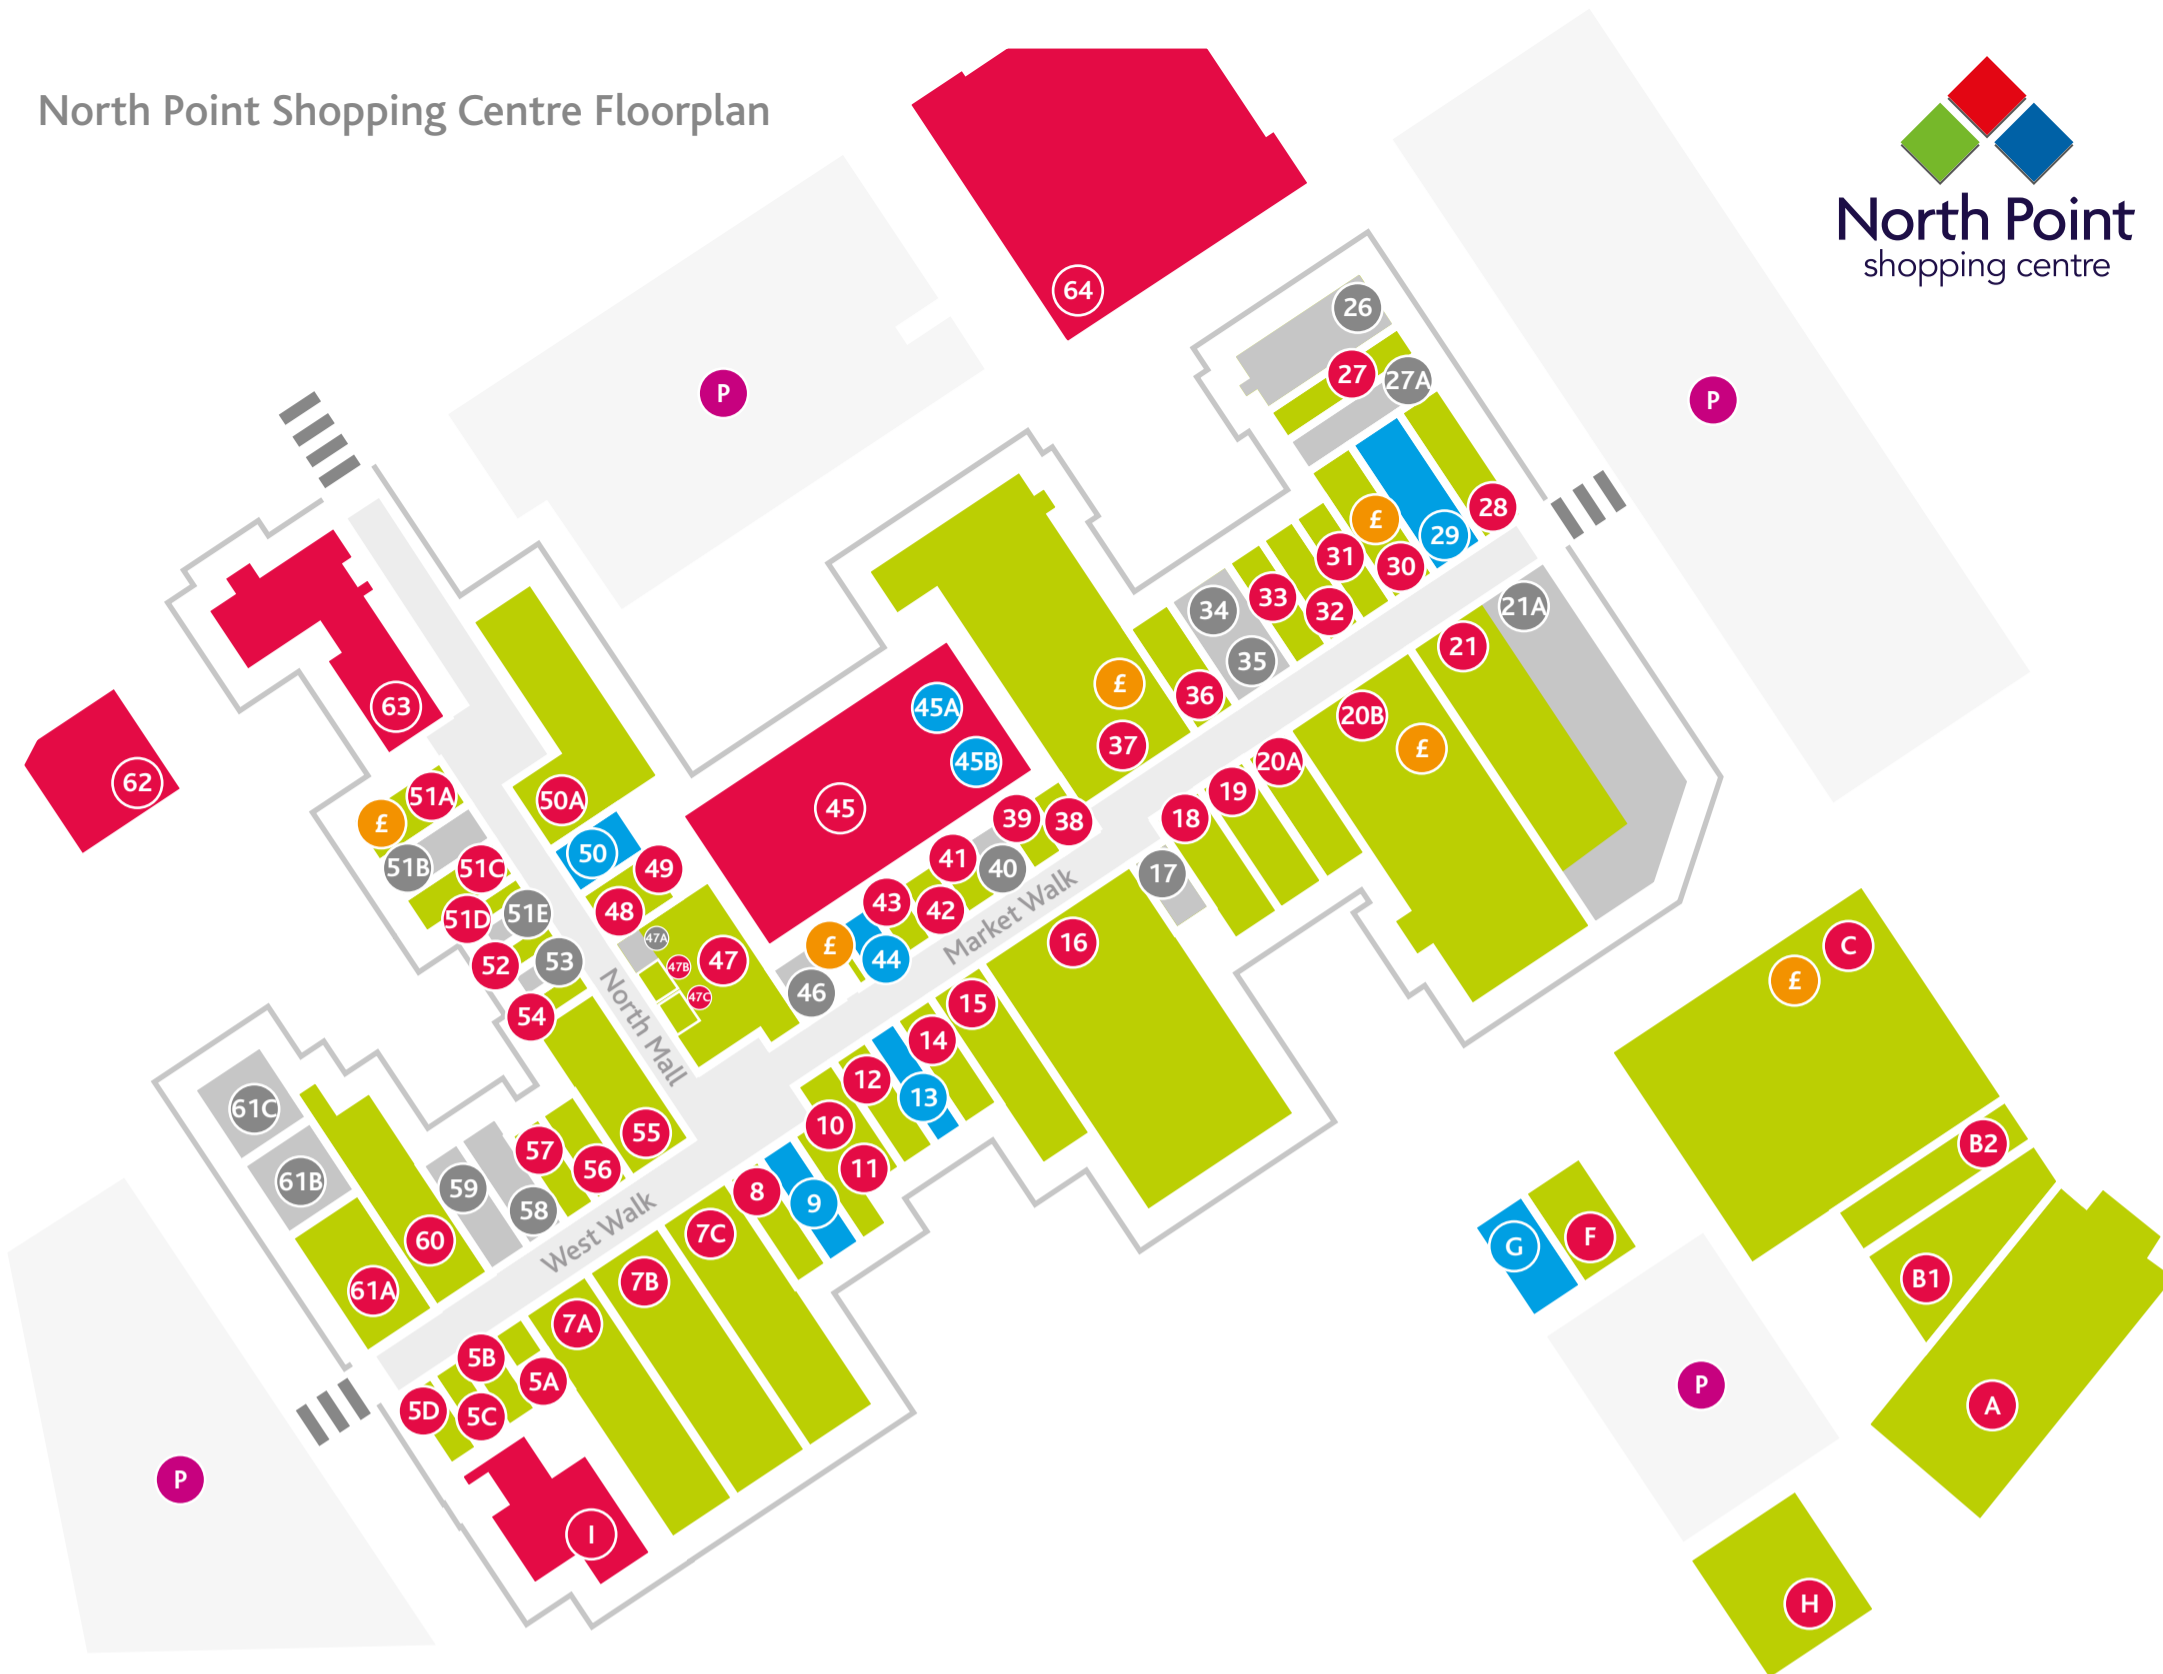 North Point Shopping Centre Floorplan
North Point
shopping centre
64
26
27
27A
P
P
28
£
29
31
30
33
32
34
35
21A
21
36
£
37
20B
£
20A
19
18
17
45A
45B
45
39
38
41
40
43
42
44
£
46
Market Walk
16
63
62
51A
£
50A
51B
51C
50
49
48
51D
51E
52
53
47A
47B
47
47C
54
North Mall
15
14
12
13
10
11
55
57
56
58
59
60
61C
61B
61A
8
9
West Walk
7C
7B
7A
5B
5A
5D
5C
P
I
C
£
B2
G
F
B1
P
A
H